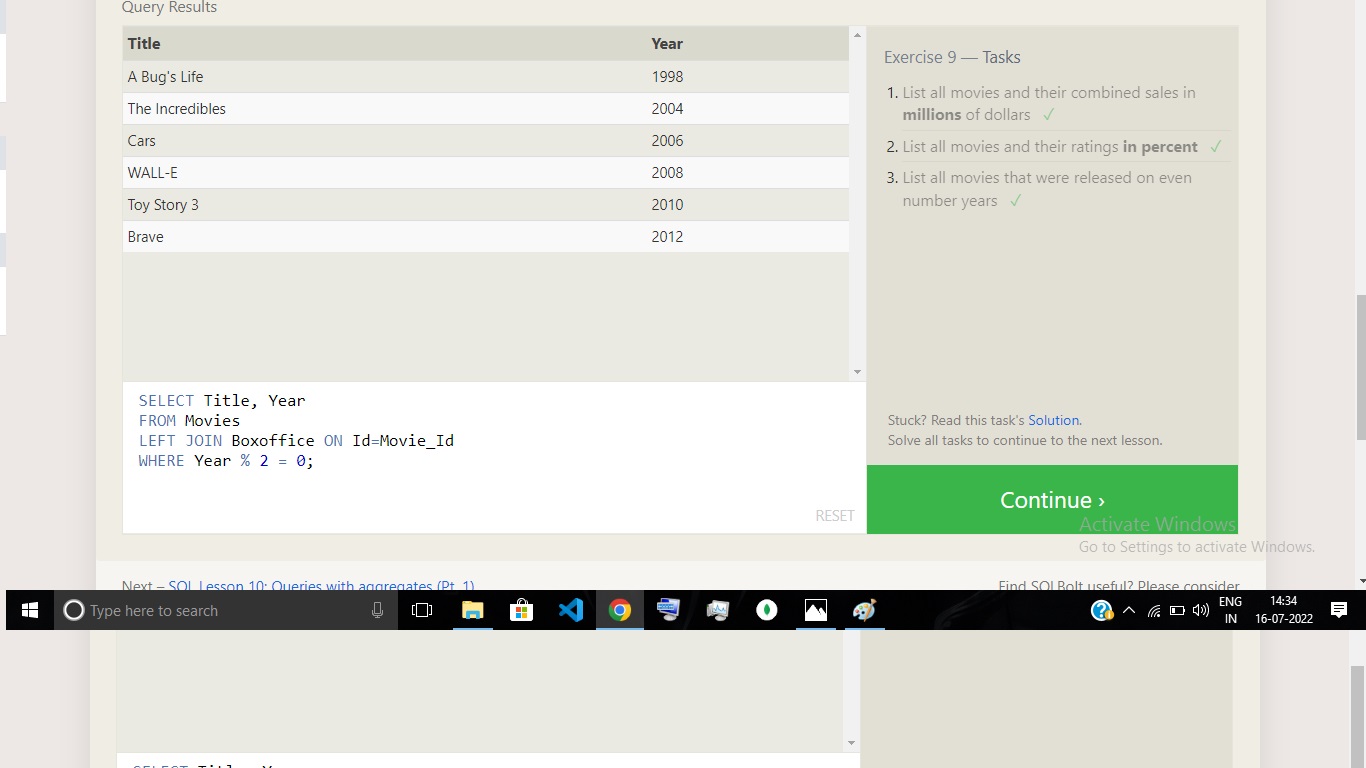 Query Results
Title Year
A Bug's Life 1998
The Incredibles 2004
Cars 2006
WALL-E 2008
Toy Story 3 2010
Brave 2012
SELECT Title, Year
FROM Movies
LEFT JOIN Boxoffice ON Id=Movie_Id
WHERE Year % 2 = 0;
RESET
Exercise 9 — Tasks
1. List all movies and their combined sales in
millions of dollars ✓
2. List all movies and their ratings in percent ✓
3. List all movies that were released on even
number years ✓
Stuck? Read this task's Solution.
Solve all tasks to continue to the next lesson.
Continue ›
Activate Windows
Go to Settings to activate Windows.
Next – SQL Lesson 10: Queries with aggregates (Pt. 1)
Find SQLBolt useful? Please consider
Type here to search
ENG
IN
14:34
16-07-2022
SELECT Title, Year